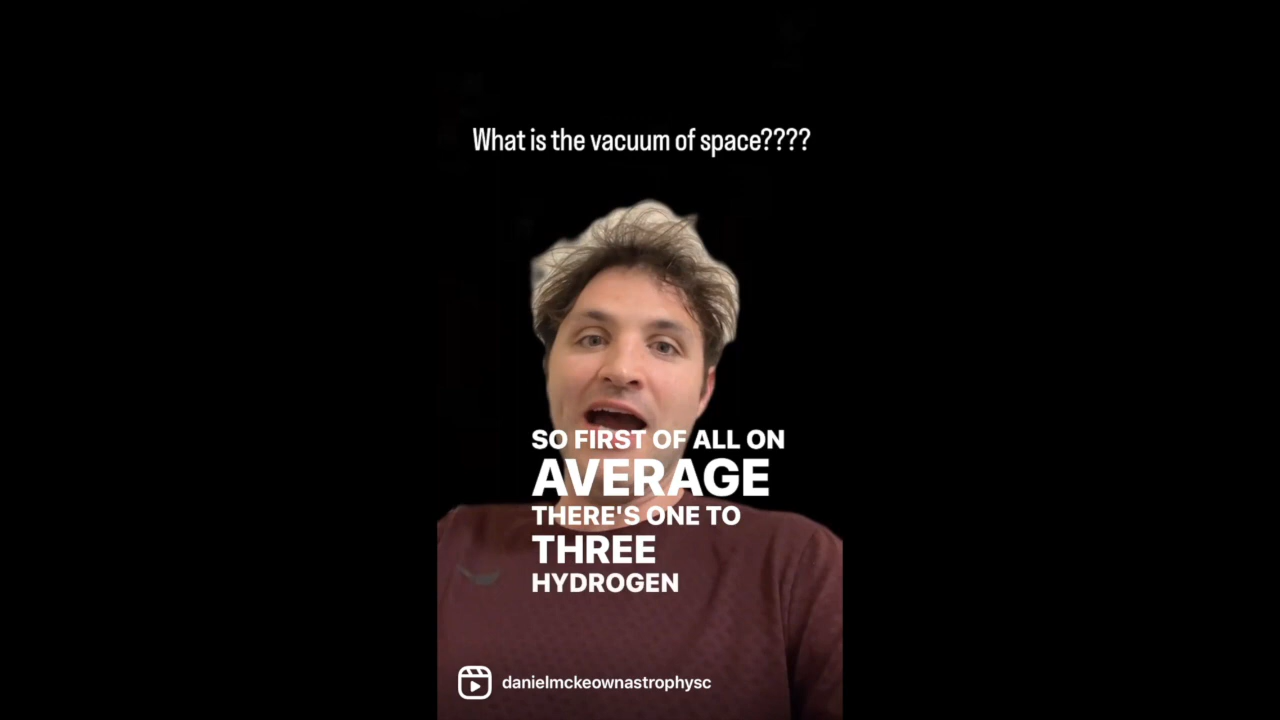 What is the vacuum of space????
SO FIRST OF ALL ON
AVERAGE
THERE'S ONE TO
THREE
HYDROGEN
danielmckeownastrophysc